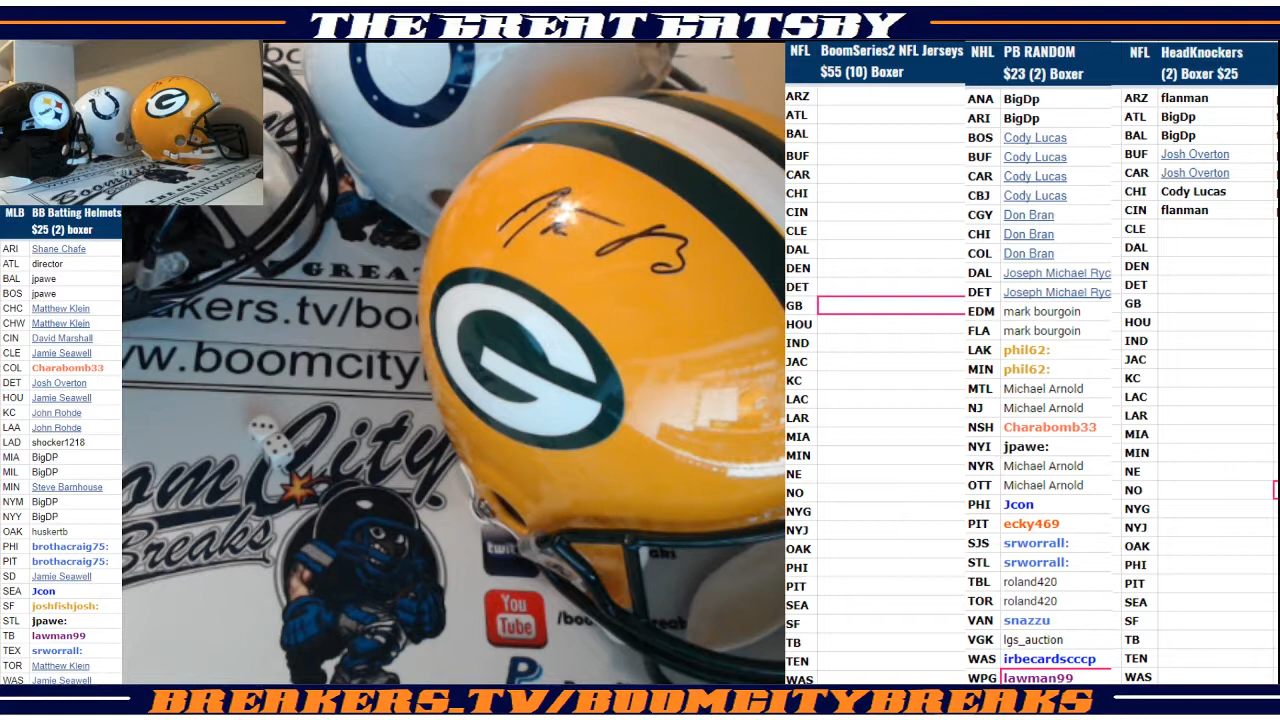 THE GREAT GATSBY
MLB BB Batting Helmets
$25 (2) boxer
ARI Shane Chafe
ATL director
BAL jpawe
BOS jpawe
CHC Matthew Klein
CHW Matthew Klein
CIN David Marshall
CLE Jamie Seawell
COL Charabomb33
DET Josh Overton
HOU Jamie Seawell
KC John Rohde
LAA John Rohde
LAD shocker1218
MIA BigDP
MIL BigDP
MIN Steve Barnhouse
NYM BigDP
NYY BigDP
OAK huskertb
PHI brothacraig75:
PIT brothacraig75:
SD Jamie Seawell
SEA Jcon
SF joshfishjosh:
STL jpawe:
TB lawman99
TEX srworrall:
TOR Matthew Klein
WAS Jamie Seawell
GREAT
akers.tv/bo
w.boomcity
om City
Breaks
twit
You
Tube
/boo
G
NFL BoomSeries2 NFL Jerseys
$55 (10) Boxer
ARZ
ATL
BAL
BUF
CAR
CHI
CIN
CLE
DAL
DEN
DET
GB
HOU
IND
JAC
KC
LAC
LAR
MIA
MIN
NE
NO
NYG
NYJ
OAK
PHI
PIT
SEA
SF
TB
TEN
WAS
NHL PB RANDOM
$23 (2) Boxer
ANA BigDp
ARI BigDp
BOS Cody Lucas
BUF Cody Lucas
CAR Cody Lucas
CBJ Cody Lucas
CGY Don Bran
CHI Don Bran
COL Don Bran
DAL Joseph Michael Ryc
DET Joseph Michael Ryc
EDM mark bourgoin
FLA mark bourgoin
LAK phil62:
MIN phil62:
MTL Michael Arnold
NJ Michael Arnold
NSH Charabomb33
NYI jpawe:
NYR Michael Arnold
OTT Michael Arnold
PHI Jcon
PIT ecky469
SJS srworrall:
STL srworrall:
TBL roland420
TOR roland420
VAN snazzu
VGK lgs_auction
WAS irbecardscccp
WPG lawman99
NFL HeadKnockers
(2) Boxer $25
ARZ flanman
ATL BigDp
BAL BigDp
BUF Josh Overton
CAR Josh Overton
CHI Cody Lucas
CIN flanman
CLE
DAL
DEN
DET
GB
HOU
IND
JAC
KC
LAC
LAR
MIA
MIN
NE
NO
NYG
NYJ
OAK
PHI
PIT
SEA
SF
TB
TEN
WAS
BREAKERS.TV/BOOMCITYBREAKS